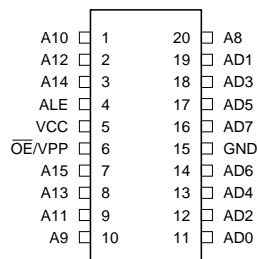 A10 1 20 A8
A12 2 19 AD1
A14 3 18 AD3
ALE 4 17 AD5
VCC 5 16 AD7
OE/VPP 6 15 GND
A15 7 14 AD6
A13 8 13 AD4
A11 9 12 AD2
A9 10 11 AD0